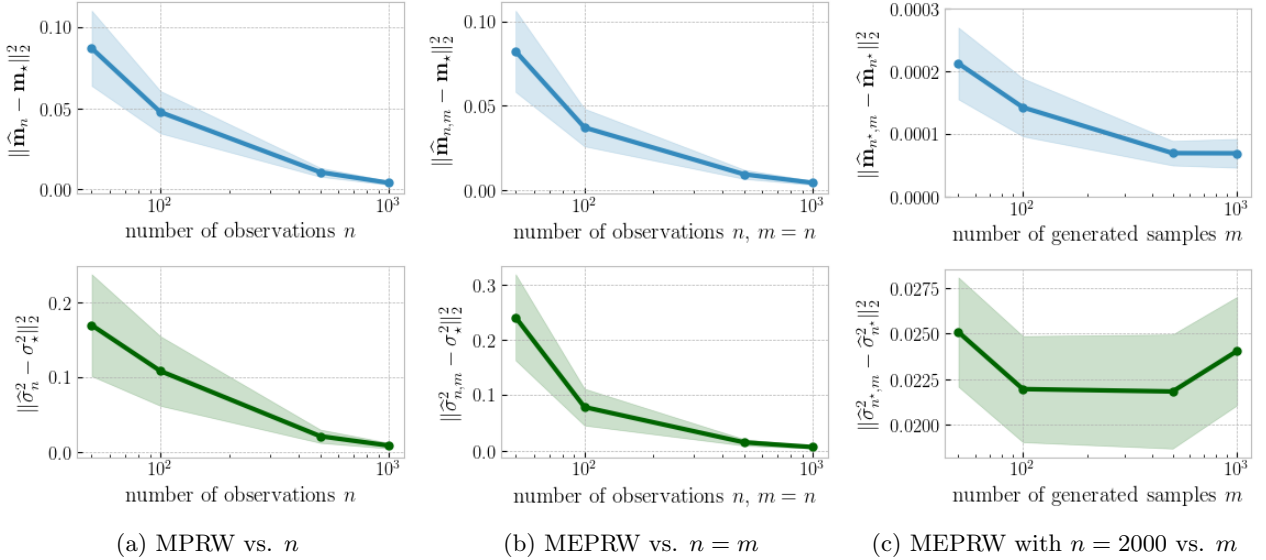 ||m̂ₙ − m⋆||₂²
0.10
0.05
0.00
10²
10³
number of observations n
||m̂ₙ,ₘ − m⋆||₂²
0.10
0.05
0.00
10²
10³
number of observations n, m = n
||m̂ₙ⋆,ₘ − m̂ₙ⋆||₂²
0.0003
0.0002
0.0001
0.0000
10²
10³
number of generated samples m
||σ̂ₙ² − σ⋆²||₂²
0.2
0.1
0.0
10²
10³
number of observations n
||σ̂²ₙ,ₘ − σ⋆²||₂²
0.3
0.2
0.1
0.0
10²
10³
number of observations n, m = n
||σ̂²ₙ⋆,ₘ − σ̂²ₙ⋆||₂²
0.0275
0.0250
0.0225
0.0200
10²
10³
number of generated samples m
(a) MPRW vs. n
(b) MEPRW vs. n = m
(c) MEPRW with n = 2000 vs. m